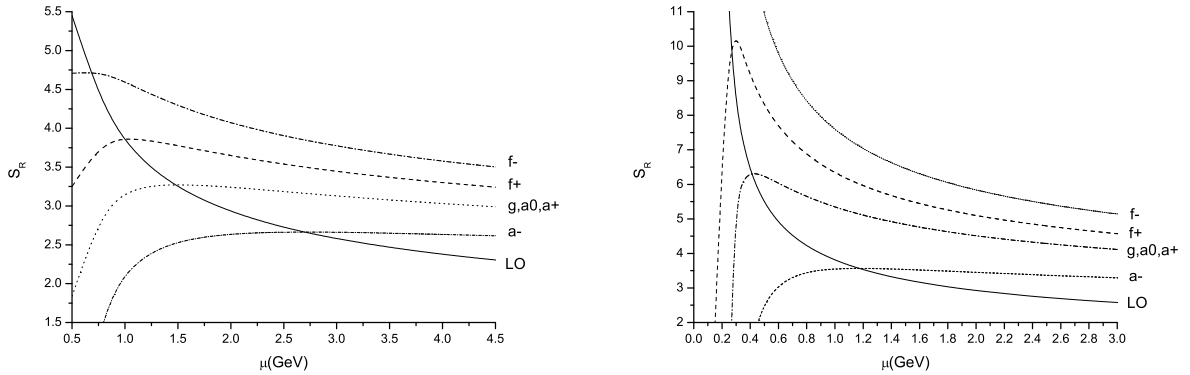 5.5
5.0
4.5
4.0
3.5
3.0
2.5
2.0
1.5
S_R
f-
f+
g,a0,a+
a-
LO
0.5 1.0 1.5 2.0 2.5 3.0 3.5 4.0 4.5
μ(GeV)
11
10
9
8
7
6
5
4
3
2
S_R
f-
f+
g,a0,a+
a-
LO
0.0 0.2 0.4 0.6 0.8 1.0 1.2 1.4 1.6 1.8 2.0 2.2 2.4 2.6 2.8 3.0
μ(GeV)